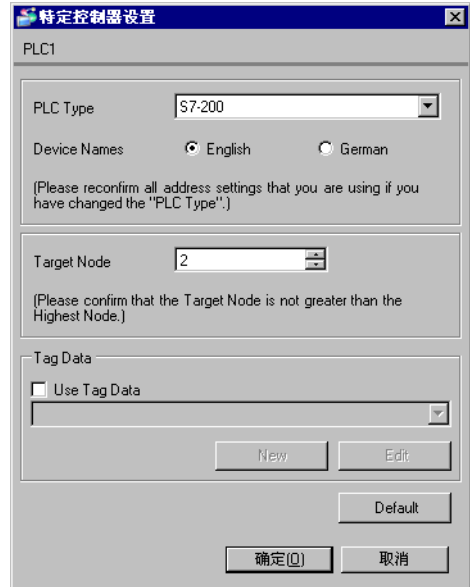 特定控制器设置
PLC1
PLC Type
S7-200
Device Names
English
German
(Please reconfirm all address settings that you are using if you
have changed the "PLC Type".)
Target Node
2
(Please confirm that the Target Node is not greater than the
Highest Node.)
Tag Data
Use Tag Data
New
Edit
Default
确定(O)
取消